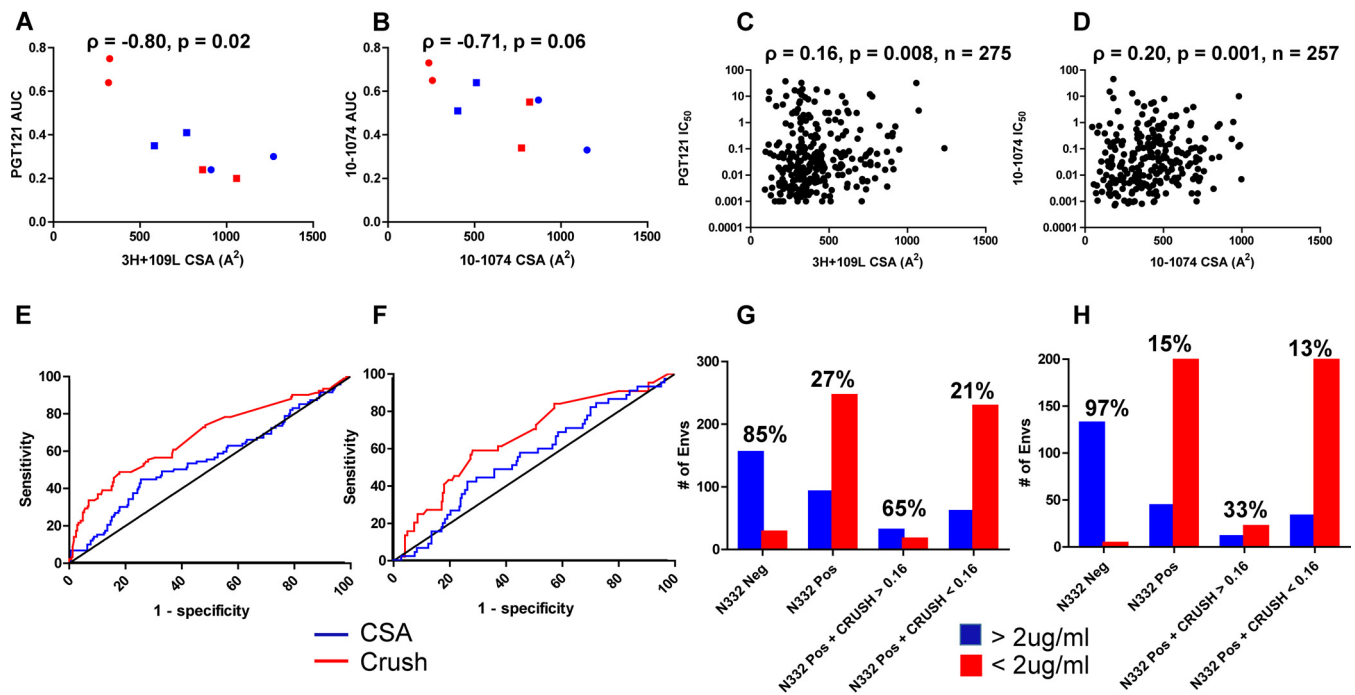 A
ρ = -0.80, p = 0.02
PGT121 AUC
0.8
0.6
0.4
0.2
0.0
0
500
1000
1500
3H+109L CSA (A²)
B
ρ = -0.71, p = 0.06
10-1074 AUC
0.8
0.6
0.4
0.2
0.0
0
500
1000
1500
10-1074 CSA (A²)
C
ρ = 0.16, p = 0.008, n = 275
PGT121 IC₅₀
100
10
1
0.1
0.01
0.001
0.0001
0
500
1000
1500
3H+109L CSA (A²)
D
ρ = 0.20, p = 0.001, n = 257
10-1074 IC₅₀
100
10
1
0.1
0.01
0.001
0.0001
0
500
1000
1500
10-1074 CSA (A²)
E
Sensitivity
100
80
60
40
20
0
0
20
40
60
80
100
1 - specificity
F
Sensitivity
100
80
60
40
20
0
0
20
40
60
80
100
1 - specificity
CSA
Crush
G
# of Envs
300
200
100
0
85%
27%
65%
21%
N332 Neg
N332 Pos
N332 Pos + CRUSH > 0.16
N332 Pos + CRUSH < 0.16
H
# of Envs
200
150
100
50
0
97%
15%
33%
13%
N332 Neg
N332 Pos
N332 Pos + CRUSH > 0.16
N332 Pos + CRUSH < 0.16
> 2ug/ml
< 2ug/ml